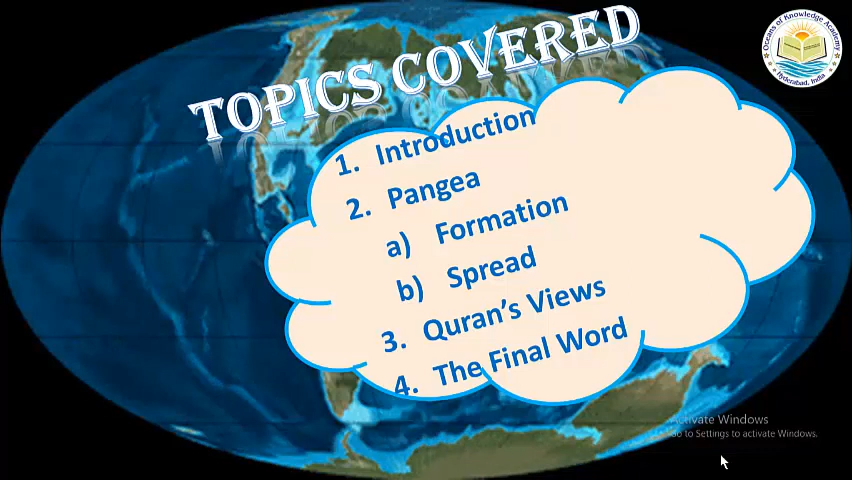 TOPICS COVERED
Oceans of Knowledge Academy
Hyderabad, India
1. Introduction
2. Pangea
a) Formation
b) Spread
3. Quran's Views
4. The Final Word
Activate Windows
Go to Settings to activate Windows.